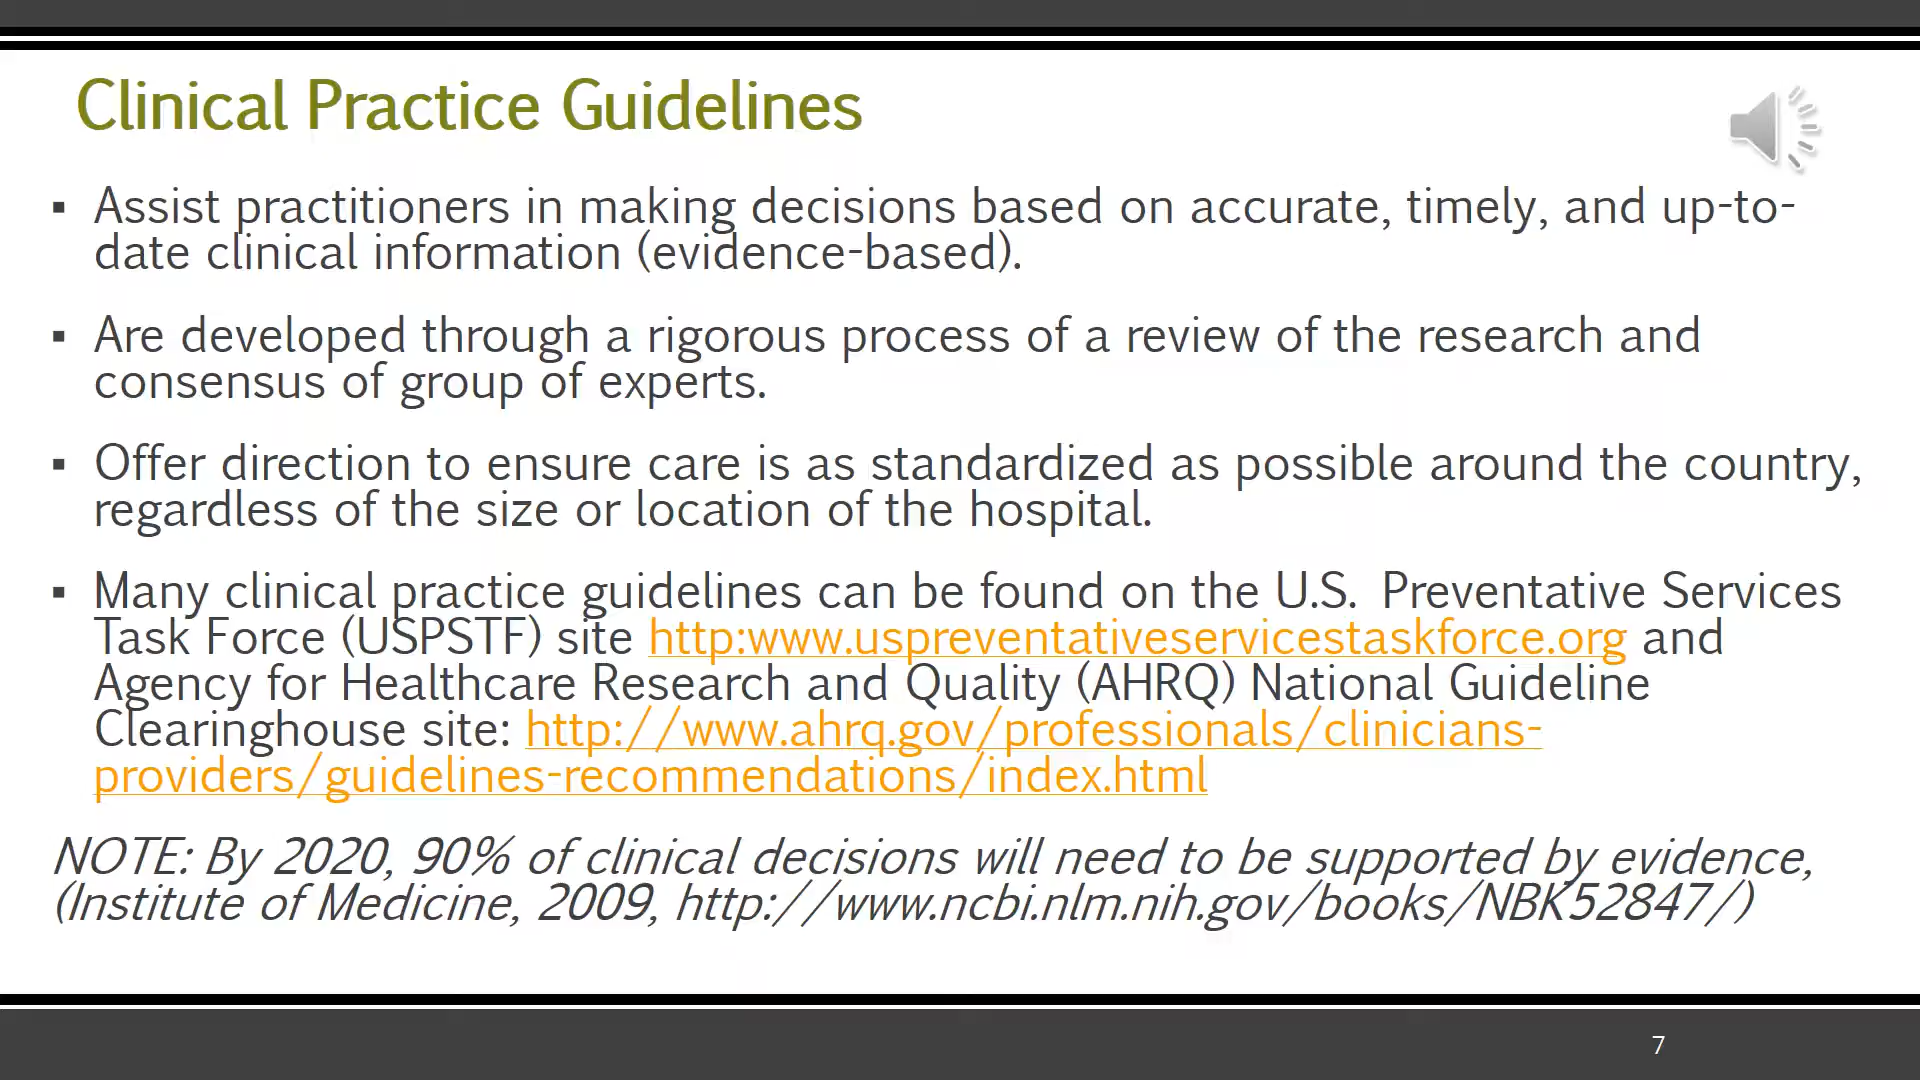 Clinical Practice Guidelines
▪ Assist practitioners in making decisions based on accurate, timely, and up-to-
date clinical information (evidence-based).
▪ Are developed through a rigorous process of a review of the research and
consensus of group of experts.
▪ Offer direction to ensure care is as standardized as possible around the country,
regardless of the size or location of the hospital.
▪ Many clinical practice guidelines can be found on the U.S.  Preventative Services
Task Force (USPSTF) site http:www.uspreventativeservicestaskforce.org and
Agency for Healthcare Research and Quality (AHRQ) National Guideline
Clearinghouse site: http://www.ahrq.gov/professionals/clinicians-
providers/guidelines-recommendations/index.html
NOTE: By 2020, 90% of clinical decisions will need to be supported by evidence,
(Institute of Medicine, 2009, http://www.ncbi.nlm.nih.gov/books/NBK52847/)
7